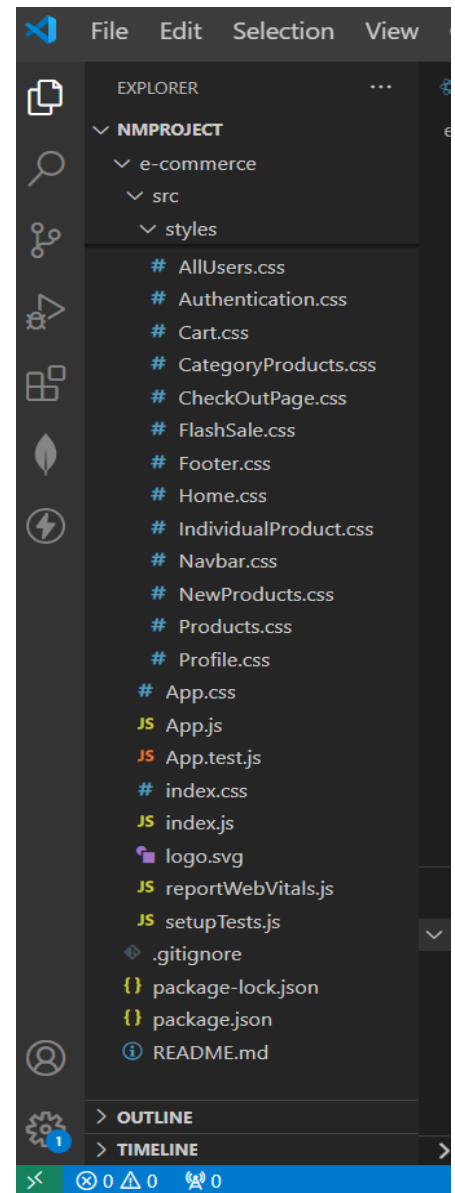 File Edit Selection View
EXPLORER ...
NMPROJECT
e-commerce
src
styles
# AllUsers.css
# Authentication.css
# Cart.css
# CategoryProducts.css
# CheckOutPage.css
# FlashSale.css
# Footer.css
# Home.css
# IndividualProduct.css
# Navbar.css
# NewProducts.css
# Products.css
# Profile.css
# App.css
JS App.js
JS App.test.js
# index.css
JS index.js
logo.svg
JS reportWebVitals.js
JS setupTests.js
.gitignore
{} package-lock.json
{} package.json
README.md
OUTLINE
1
TIMELINE
0 0 0